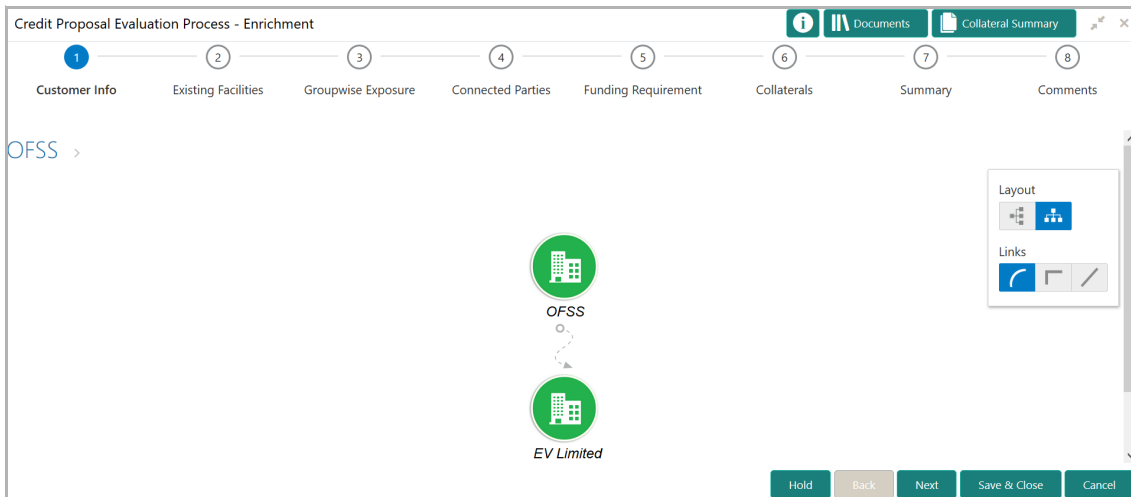 Credit Proposal Evaluation Process - Enrichment
i Documents Collateral Summary
1 2 3 4 5 6 7 8
Customer Info Existing Facilities Groupwise Exposure Connected Parties Funding Requirement Collaterals Summary Comments
OFSS >
Layout
Links
OFSS
EV Limited
Hold Back Next Save & Close Cancel